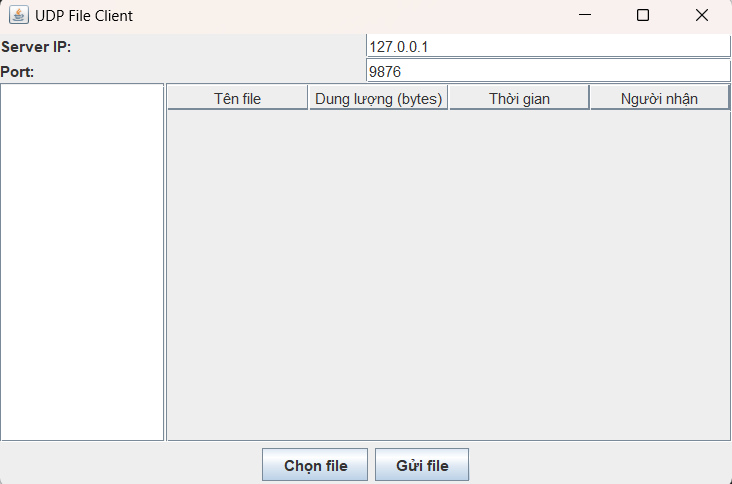 UDP File Client
Server IP: 127.0.0.1
Port: 9876
Tên file Dung lượng (bytes) Thời gian Người nhận
Chọn file Gửi file